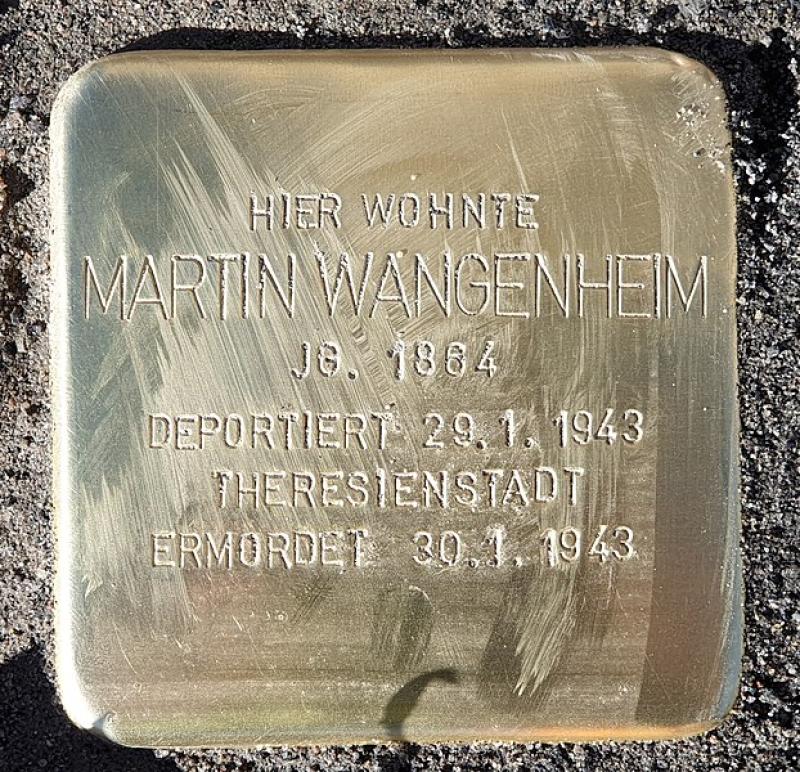 HIER WOHNTE
MARTIN WANGENHEIM
JG. 1864
DEPORTIERT 29.1.1943
THERESIENSTADT
ERMORDET 30.1.1943